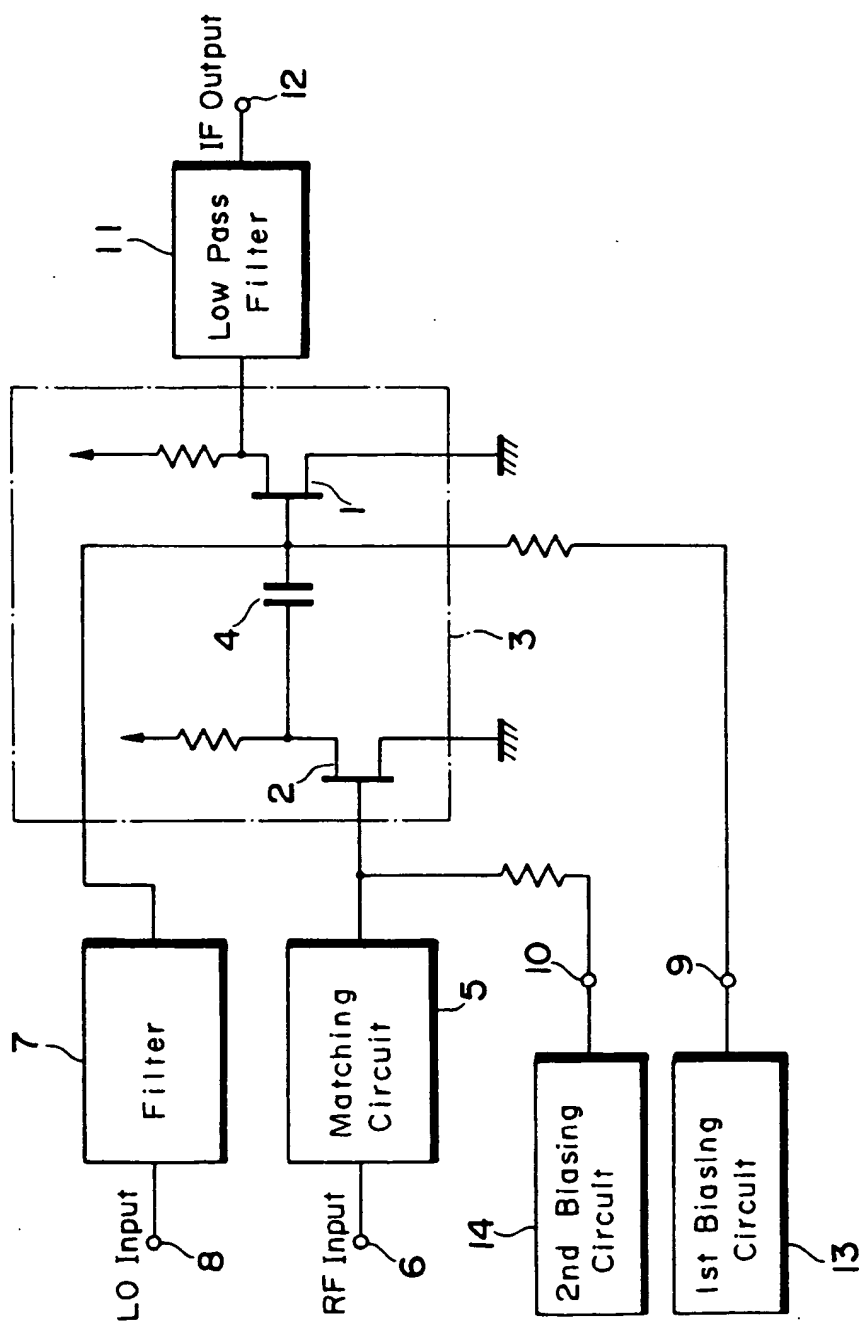 LO Input
8
7
Filter
RF Input
6
Matching
Circuit
5
14
2nd Biasing
Circuit
10
13
1st Biasing
Circuit
9
2
4
3
1
11
Low Pass
Filter
IF Output
12